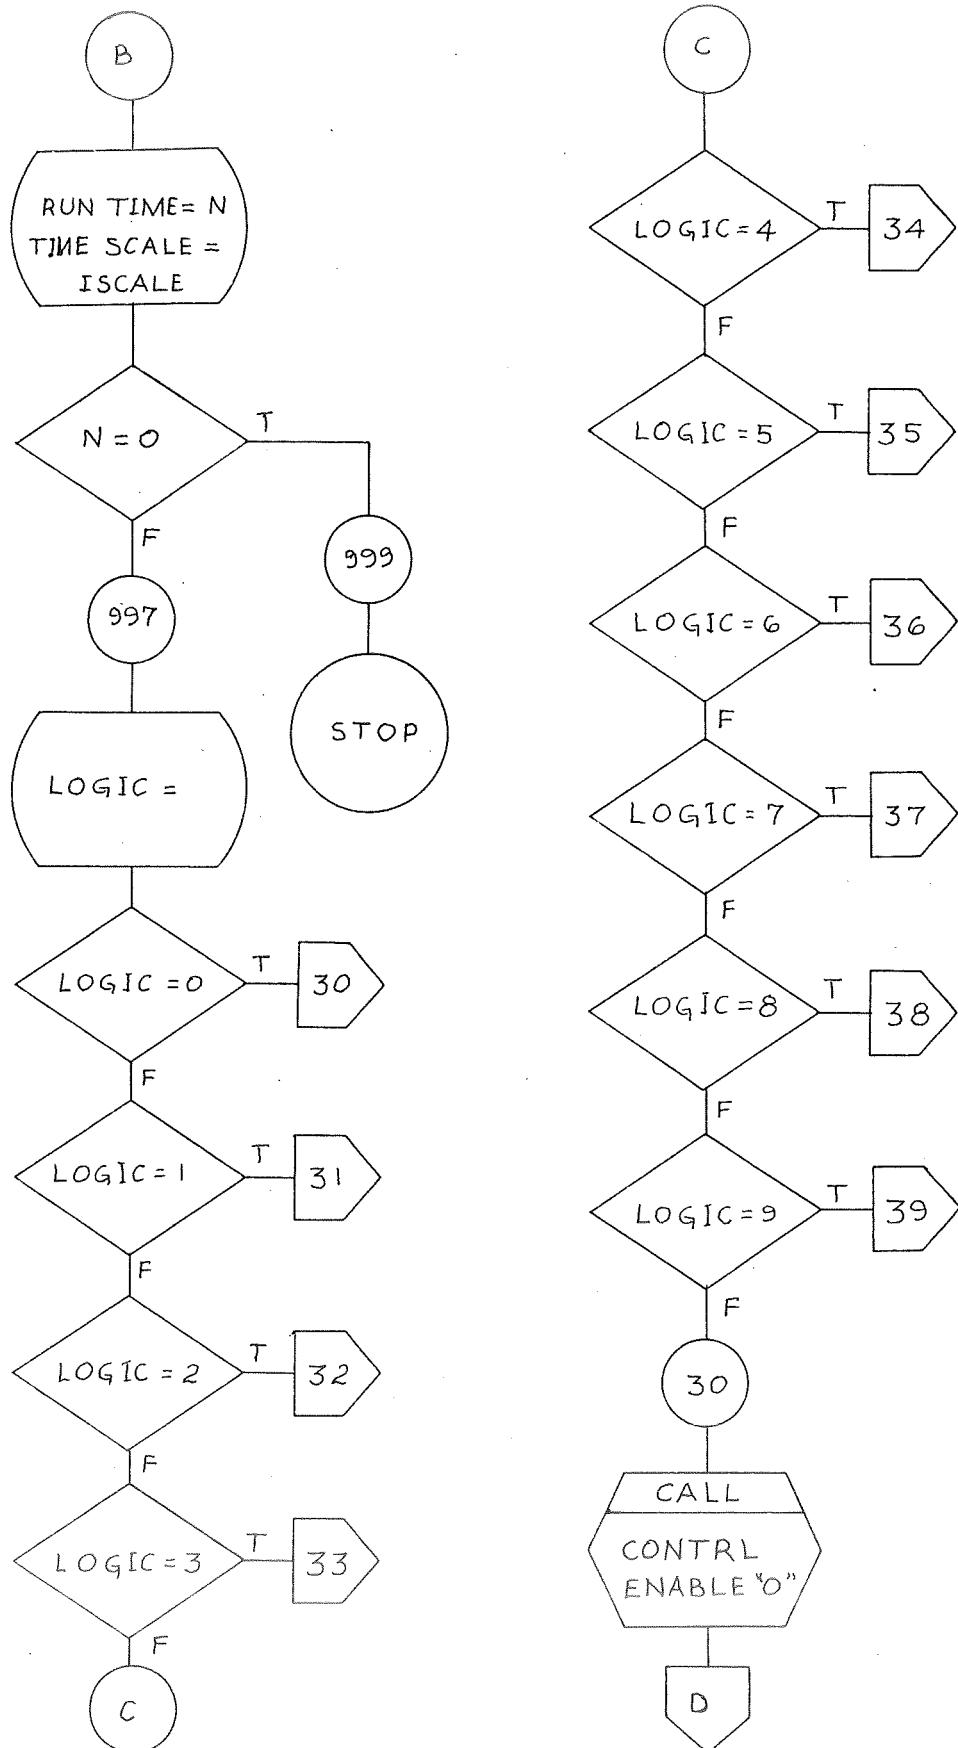 B
RUN TIME= N
TIME SCALE =
ISCALE
N = 0
T
F
999
997
STOP
LOGIC =
LOGIC =0
T
30
F
LOGIC = 1
T
31
F
LOGIC = 2
T
32
F
LOGIC = 3
T
33
F
C
C
LOGIC = 4
T
34
F
LOGIC = 5
T
35
F
LOGIC = 6
T
36
F
LOGIC = 7
T
37
F
LOGIC = 8
T
38
F
LOGIC = 9
T
39
F
30
CALL
CONTRL
ENABLE "0"
D